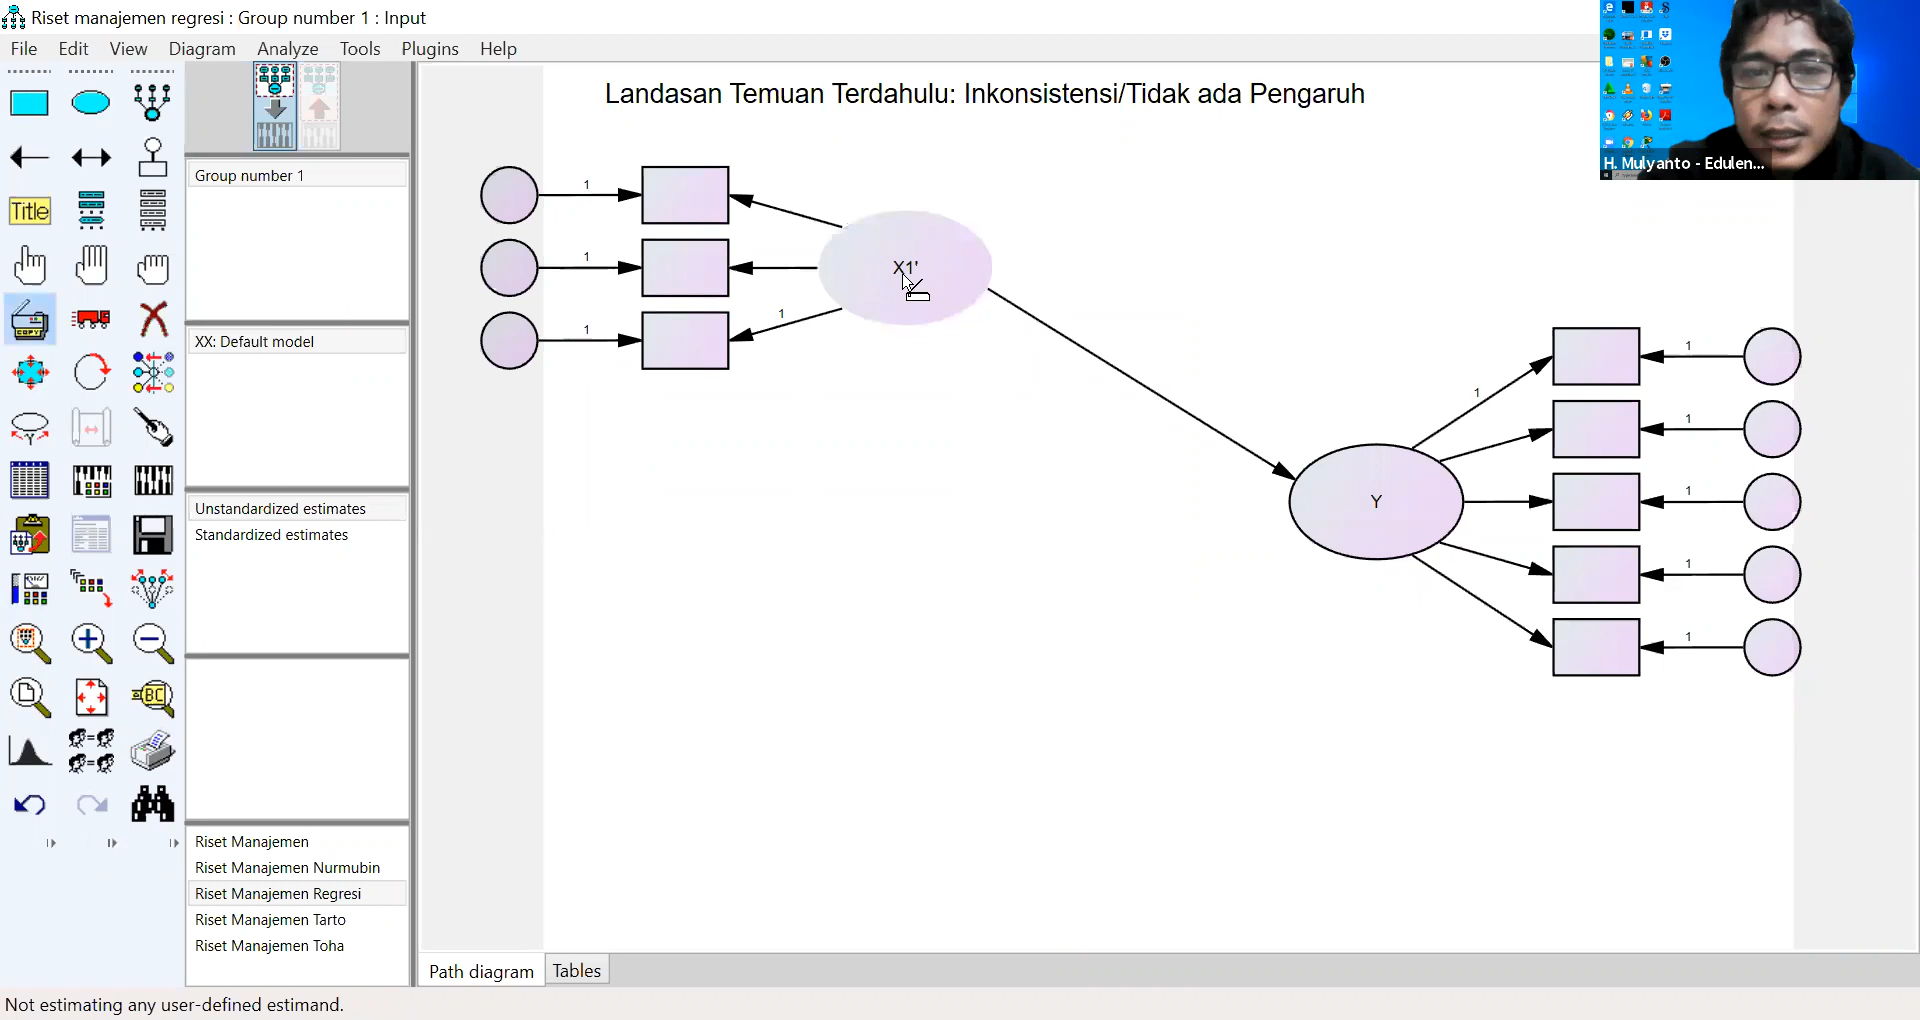 Riset manajemen regresi : Group number 1 : Input
File Edit View Diagram Analyze Tools Plugins Help
Title
COPY
Y
BC
Group number 1
XX: Default model
Unstandardized estimates
Standardized estimates
Riset Manajemen
Riset Manajemen Nurmubin
Riset Manajemen Regresi
Riset Manajemen Tarto
Riset Manajemen Toha
Landasan Temuan Terdahulu: Inkonsistensi/Tidak ada Pengaruh
H. Mulyanto - Edulen...
1
1
X1'
1
1
1
1
1
1
Y
1
1
1
Path diagram Tables
Not estimating any user-defined estimand.